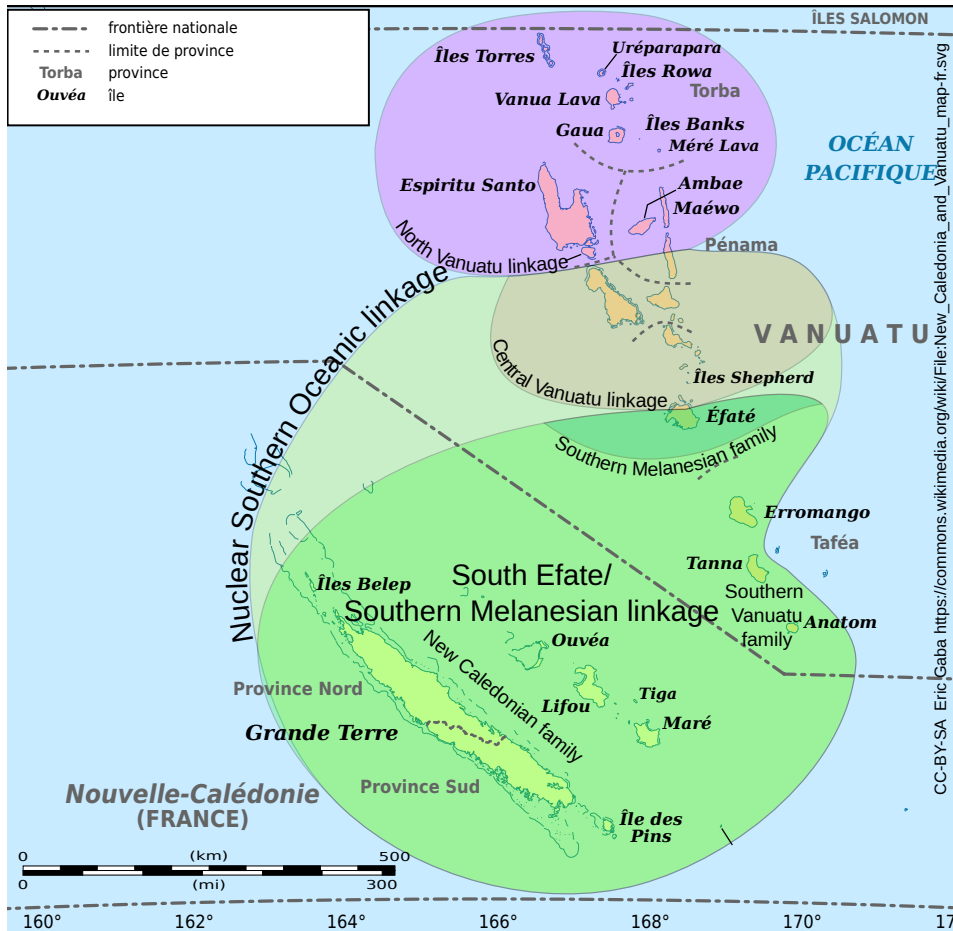 frontière nationale
limite de province
Torba province
Ouvéa île
ÎLES SALOMON
Îles Torres
Uréparapara
Îles Rowa
Vanua Lava
Torba
Gaua
Îles Banks
Méré Lava
OCÉAN
PACIFIQUE
Espiritu Santo
Ambae
Maéwo
North Vanuatu linkage
Pénama
Nuclear Southern Oceanic linkage
VANUATU
Central Vanuatu linkage
Îles Shepherd
Éfaté
Southern Melanesian family
Erromango
Taféa
Tanna
Îles Belep
South Efate/
Southern Melanesian linkage
Southern
Vanuatu
family
Anatom
Ouvéa
New Caledonian family
Province Nord
Lifou
Tiga
Maré
Grande Terre
Province Sud
Nouvelle-Calédonie
(FRANCE)
Île des
Pins
0 (km) 500
0 (mi) 300
160° 162° 164° 166° 168° 170° 17
CC-BY-SA Eric Gaba https://commons.wikimedia.org/wiki/File:New_Caledonia_and_Vanuatu_map-fr.svg